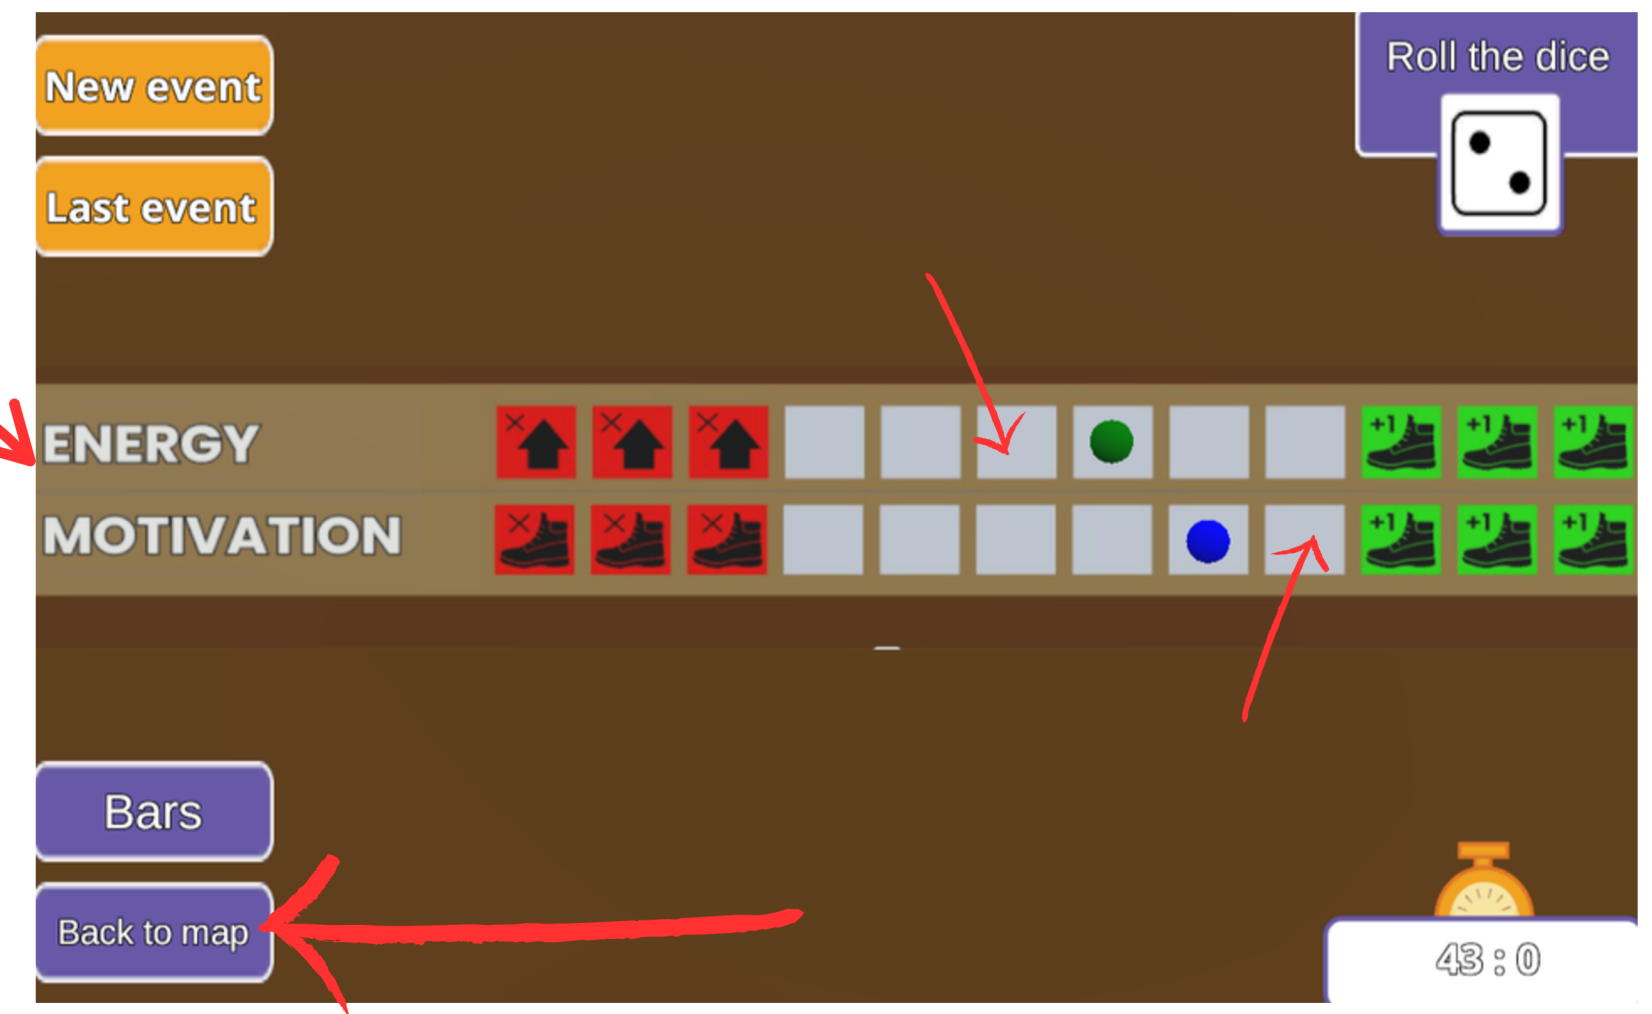 New event
Roll the dice
Last event
ENERGY
+1 +1 +1
MOTIVATION
+1 +1 +1
Bars
Back to map
43:0